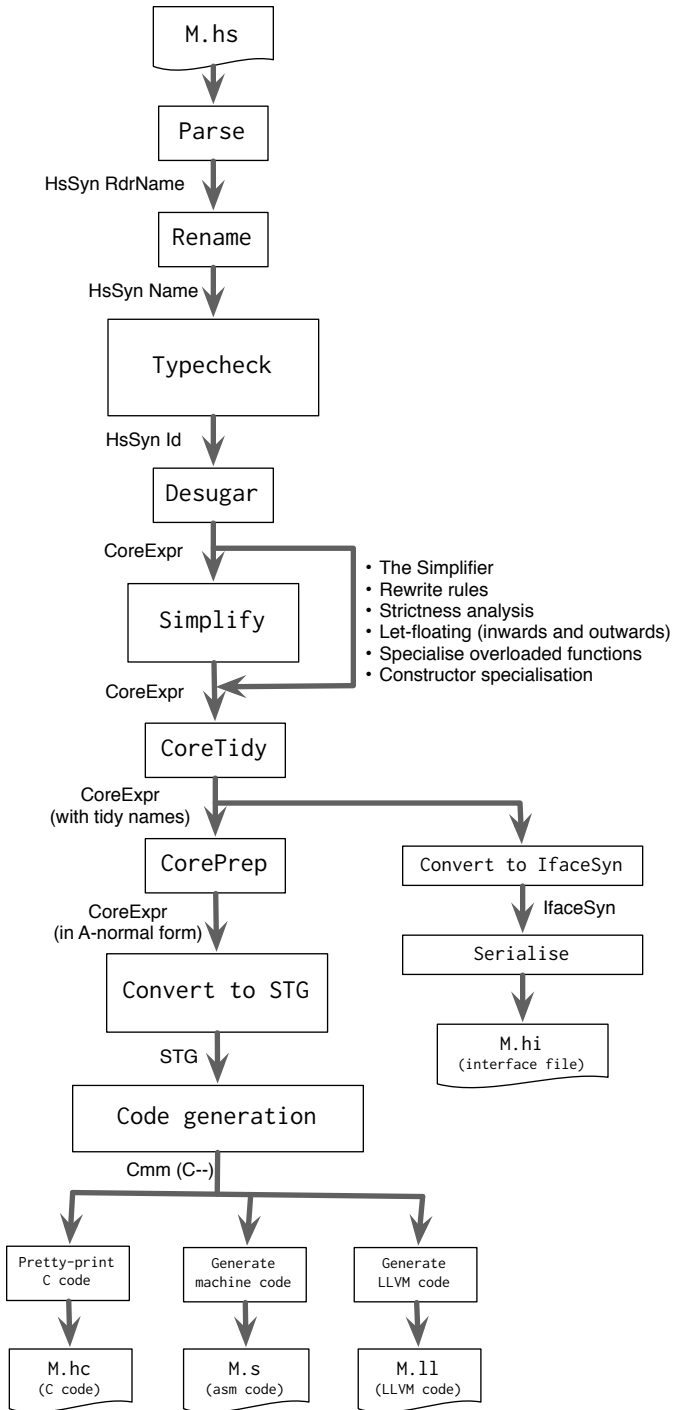 M.hs
Parse
HsSyn RdrName
Rename
HsSyn Name
Typecheck
HsSyn Id
Desugar
CoreExpr
• The Simplifier
• Rewrite rules
• Strictness analysis
• Let-floating (inwards and outwards)
• Specialise overloaded functions
• Constructor specialisation
Simplify
CoreExpr
CoreTidy
CoreExpr
(with tidy names)
CorePrep
Convert to IfaceSyn
CoreExpr
(in A-normal form)
IfaceSyn
Serialise
Convert to STG
M.hi
(interface file)
STG
Code generation
Cmm (C--)
Pretty-print
C code
Generate
machine code
Generate
LLVM code
M.hc
(C code)
M.s
(asm code)
M.ll
(LLVM code)